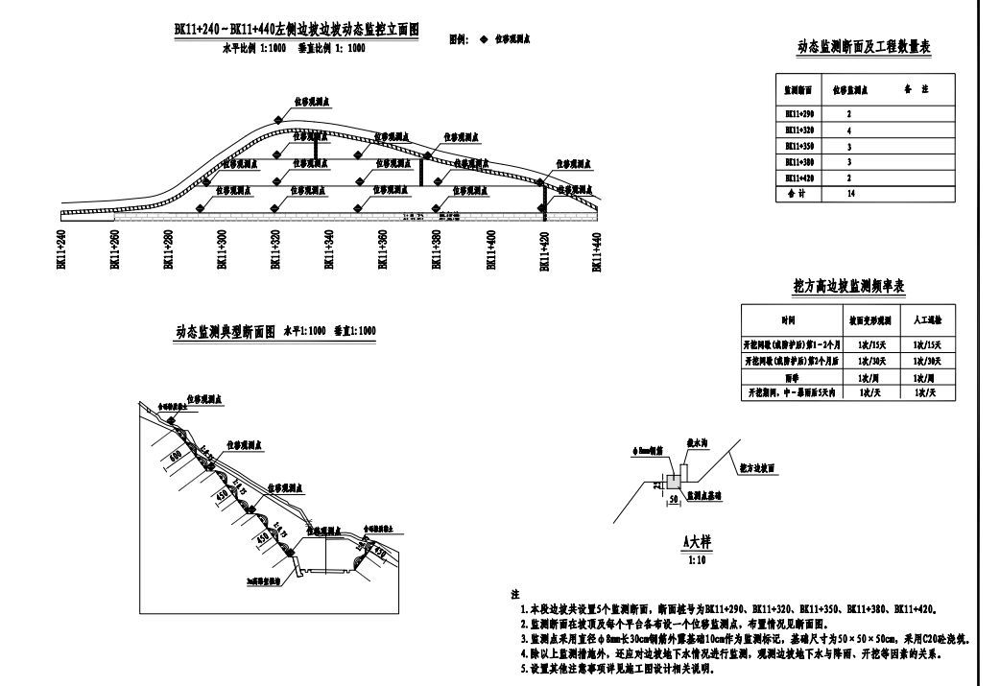 BK11+240~BK11+440左侧边坡边坡动态监控立面图
水平比例 1:1000 垂直比例 1: 1000
图例: 位移观测点
位移观测点
位移观测点 位移观测点 位移观测点
位移观测点 位移观测点 位移观测点 位移观测点 位移观测点
位移观测点 位移观测点 位移观测点 位移观测点 位移观测点
BK11+240 BK11+260 BK11+280 BK11+300 BK11+320 BK11+340 BK11+360 BK11+380 BK11+400 BK11+420 BK11+440
动态监测断面及工程数量表
监测断面 位移监测点 备 注
BK11+290 2
BK11+320 4
BK11+350 3
BK11+380 3
BK11+420 2
合 计 14
挖方高边坡监测频率表
时间 坡面变形观测 人工巡检
开挖间歇(或防护后)第1-2个月 1次/15天 1次/15天
开挖间歇(或防护后)第2个月后 1次/30天 1次/30天
雨季 1次/周 1次/周
开挖期间, 中-暴雨后5天内 1次/天 1次/天
动态监测典型断面图 水平1:1000 垂直1:1000
位移观测点
位移观测点
位移观测点
位移观测点
600
450
450
450
1:0.75
1:0.75
φ8mm钢筋
截水沟
挖方边坡面
监测点基础
25
50
A大样
1:10
注
1.本段边坡共设置5个监测断面, 断面桩号为BK11+290、BK11+320、BK11+350、BK11+380、BK11+420。
2.监测断面在坡顶及每个平台各布设一个位移监测点, 布置情况见断面图。
3.监测点采用直径φ8mm长30cm钢筋外露基础10cm作为监测标记, 基础尺寸为50×50×50cm, 采用C20砼浇筑。
4.除以上监测措施外, 还应对边坡地下水情况进行监测, 观测边坡地下水与降雨、开挖等因素的关系。
5.设置其他注意事项详见施工图设计相关说明。